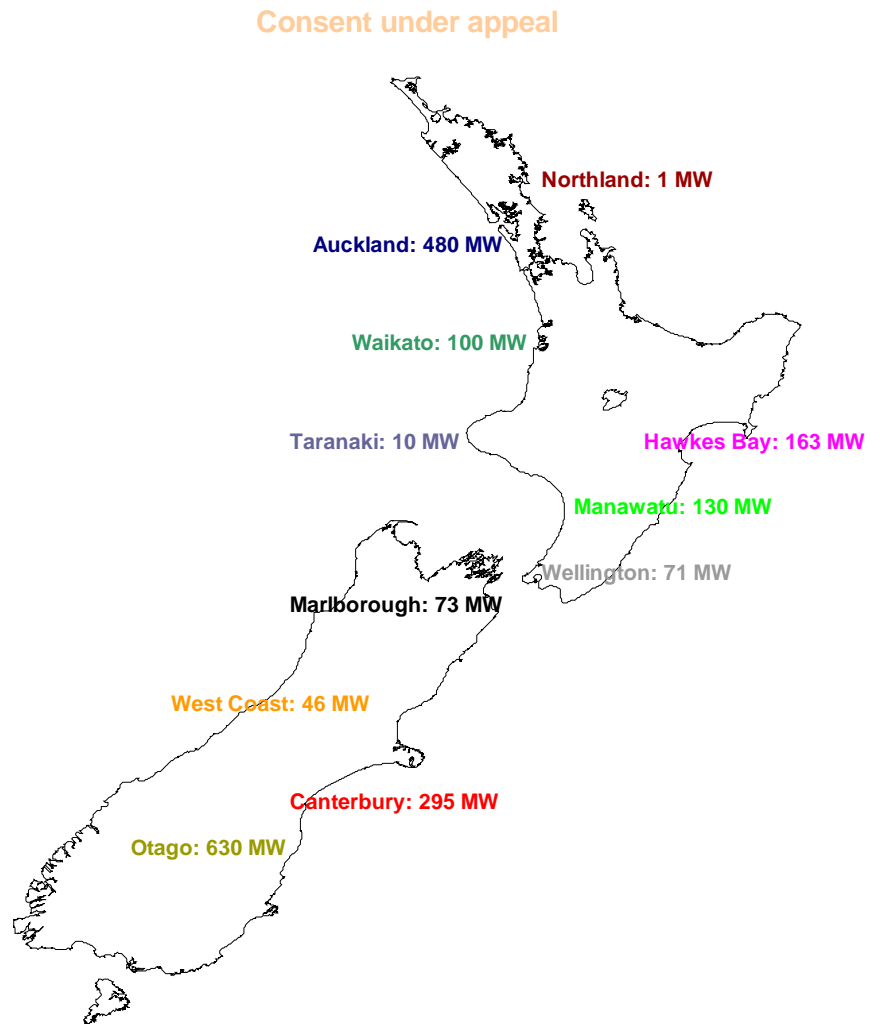 Consent under appeal
Northland: 1 MW
Auckland: 480 MW
Waikato: 100 MW
Taranaki: 10 MW
Hawkes Bay: 163 MW
Manawatu: 130 MW
Wellington: 71 MW
Marlborough: 73 MW
West Coast: 46 MW
Canterbury: 295 MW
Otago: 630 MW